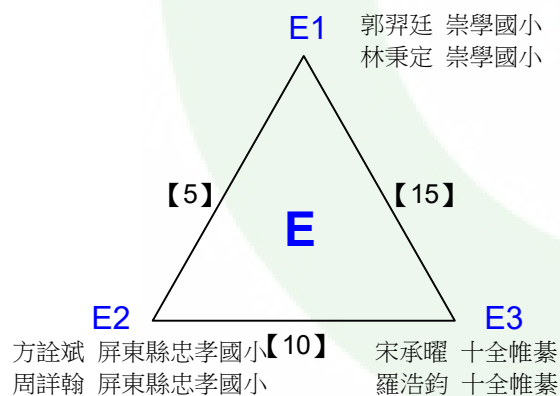 E1
郭羿廷 崇學國小
林秉定 崇學國小
【5】
【15】
E
E2
E3
方詮斌 屏東縣忠孝國小
【10】
宋承曜 十全帷綦
周詳翰 屏東縣忠孝國小
羅浩鈞 十全帷綦